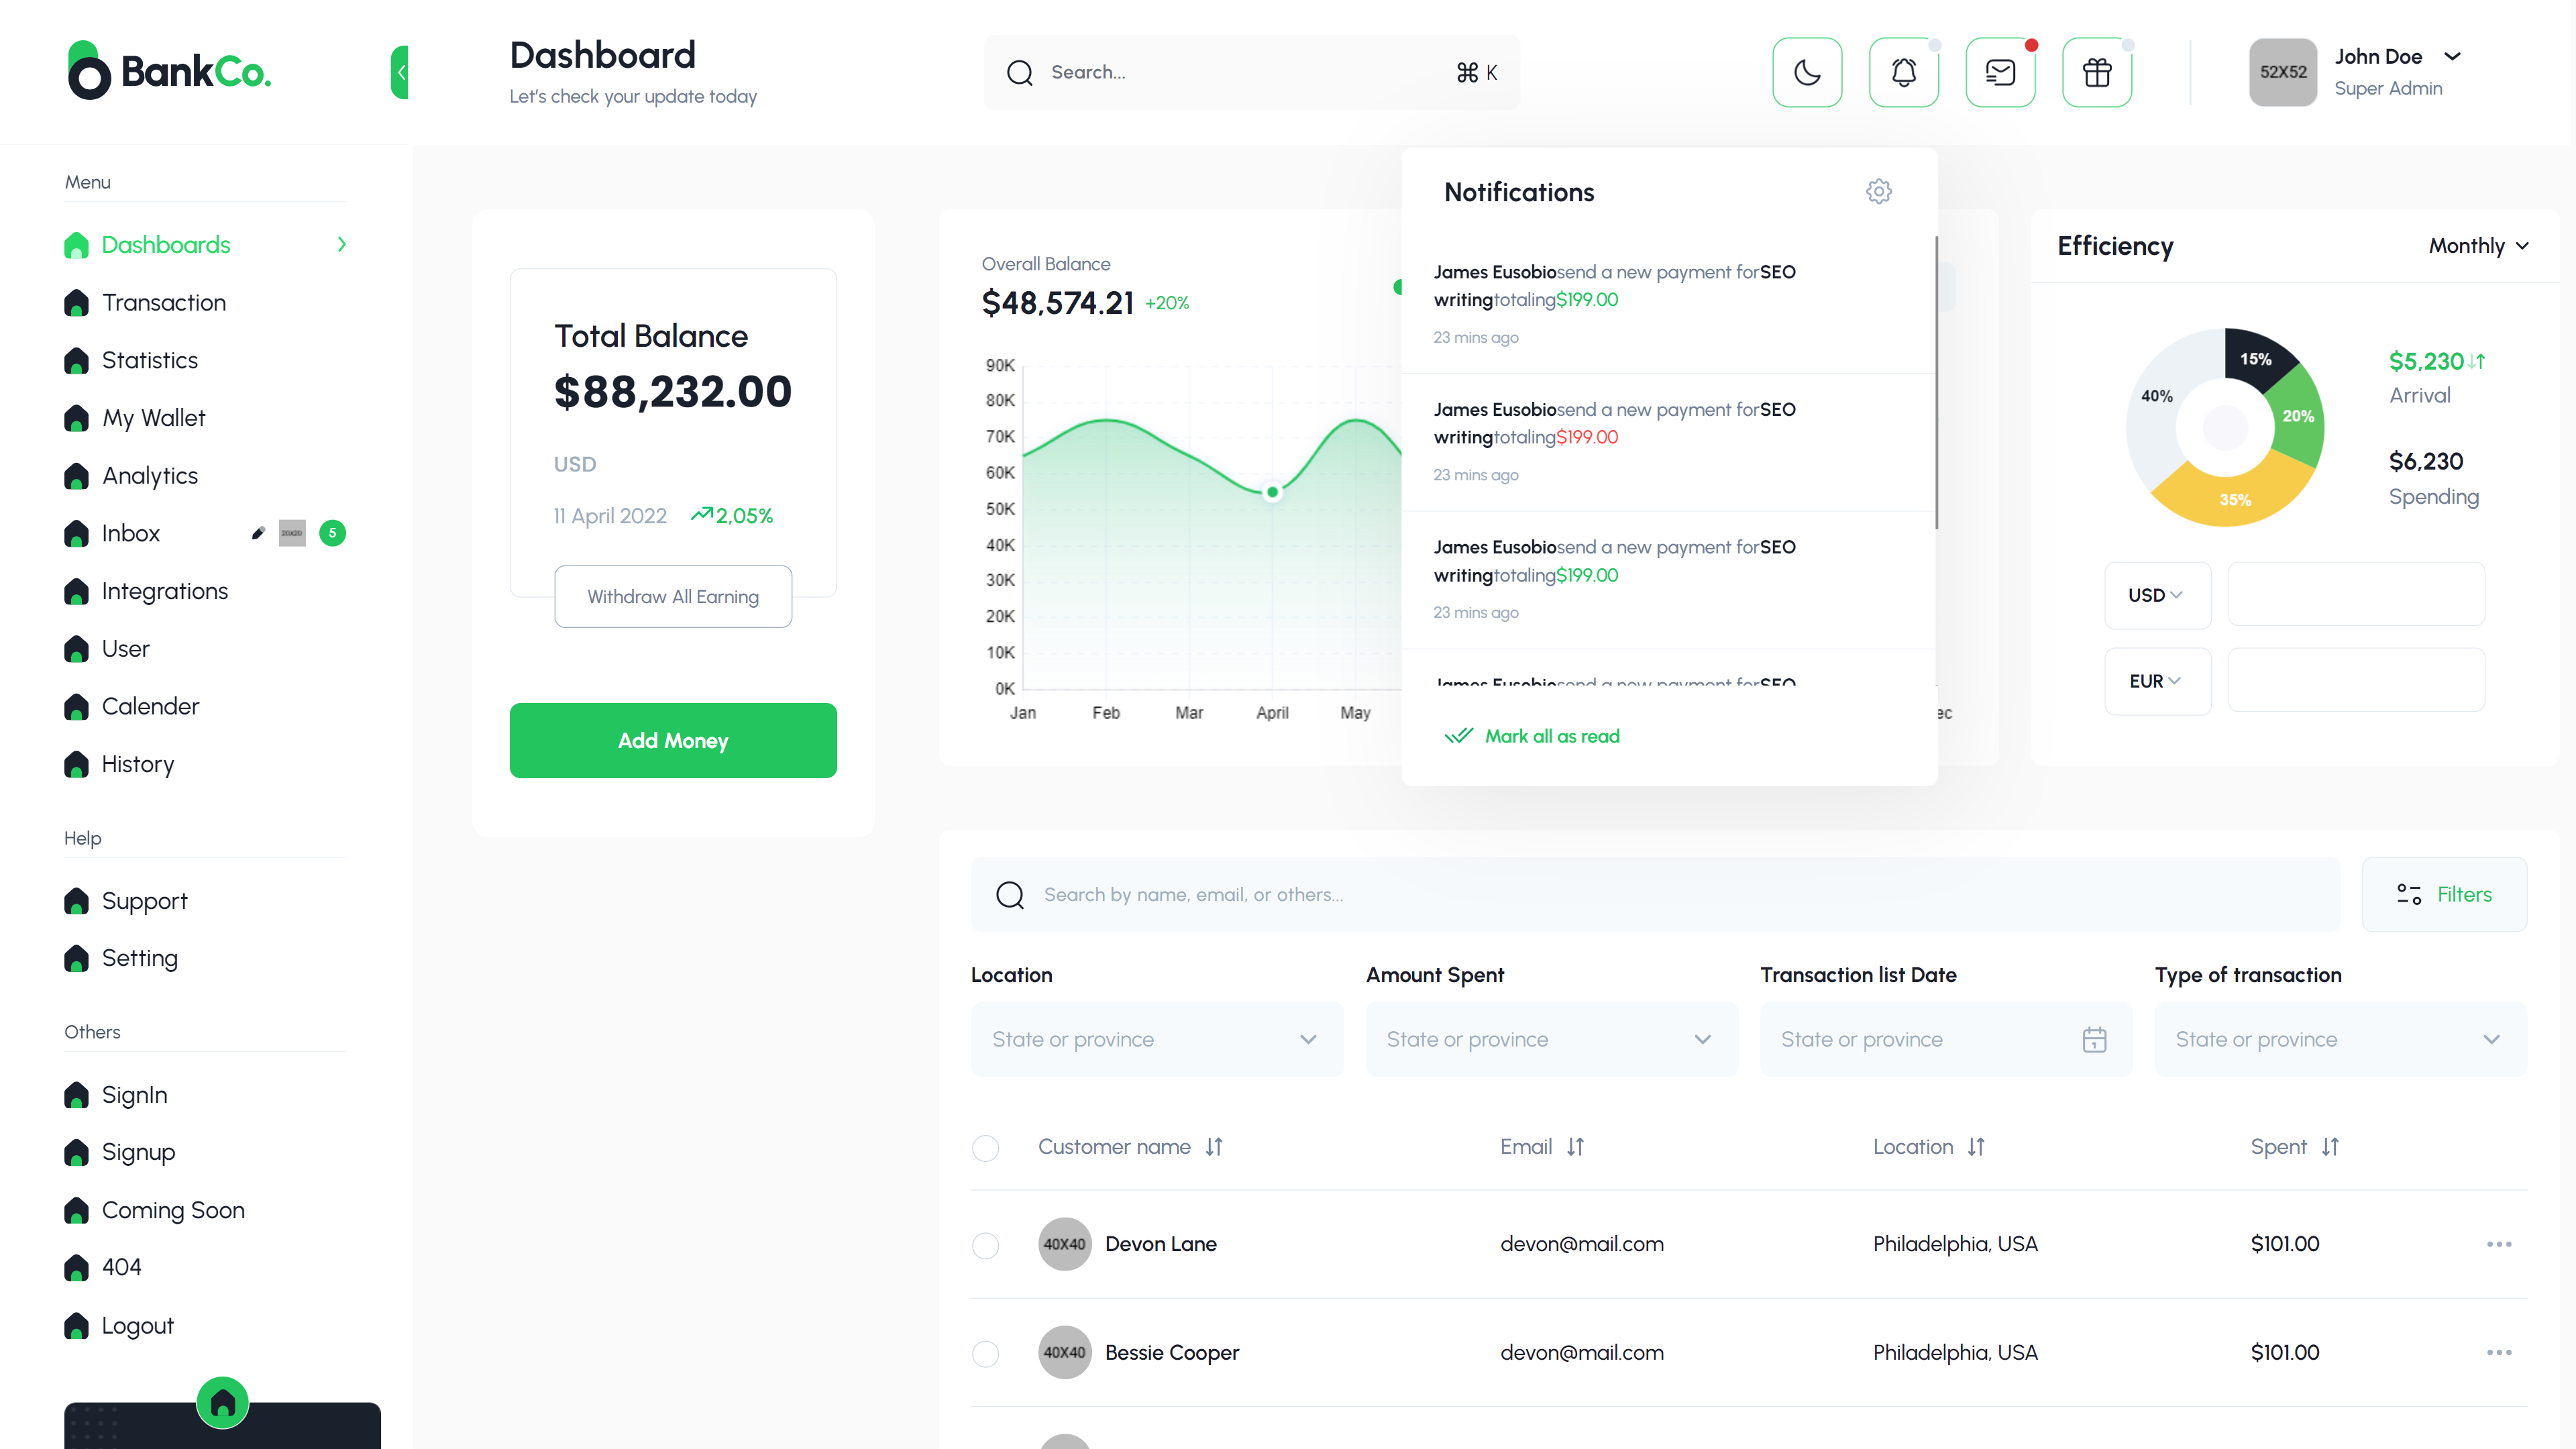 BankCo.
Dashboard
Let's check your update today
Search...
⌘ K
52X52
John Doe
Super Admin
Menu
Dashboards
Transaction
Statistics
My Wallet
Analytics
Inbox
5
Integrations
User
Calender
History
Help
Support
Setting
Others
SignIn
Signup
Coming Soon
404
Logout
Total Balance
$88,232.00
USD
11 April 2022
2,05%
Withdraw All Earning
Add Money
Overall Balance
$48,574.21 +20%
90K
80K
70K
60K
50K
40K
30K
20K
10K
0K
Jan Feb Mar April May
ec
Notifications
James Eusobiosend a new payment forSEO
writingtotaling$199.00
23 mins ago
James Eusobiosend a new payment forSEO
writingtotaling$199.00
23 mins ago
James Eusobiosend a new payment forSEO
writingtotaling$199.00
23 mins ago
James Eusobiosend a new payment forSEO
Mark all as read
Efficiency
Monthly
15%
20%
35%
40%
$5,230
Arrival
$6,230
Spending
USD
EUR
Search by name, email, or others...
Filters
Location
State or province
Amount Spent
State or province
Transaction list Date
State or province
Type of transaction
State or province
Customer name Email Location Spent
40X40 Devon Lane devon@mail.com Philadelphia, USA $101.00
40X40 Bessie Cooper devon@mail.com Philadelphia, USA $101.00